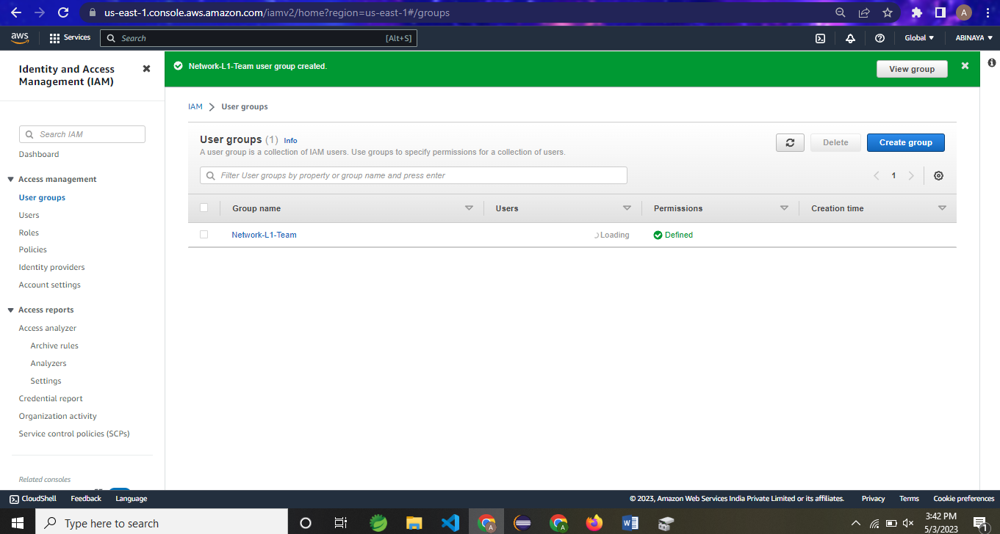 us-east-1.console.aws.amazon.com/iamv2/home?region=us-east-1#/groups
A
aws
Services
Search
[Alt+S]
Global
ABINAYA
Identity and Access
Management (IAM)
Search IAM
Dashboard
Access management
User groups
Users
Roles
Policies
Identity providers
Account settings
Access reports
Access analyzer
Archive rules
Analyzers
Settings
Credential report
Organization activity
Service control policies (SCPs)
Related consoles
Network-L1-Team user group created.
View group
IAM
User groups
User groups (1) Info
A user group is a collection of IAM users. Use groups to specify permissions for a collection of users.
Delete
Create group
Filter User groups by property or group name and press enter
1
Group name
Users
Permissions
Creation time
Network-L1-Team
Loading
Defined
CloudShell
Feedback
Language
© 2023, Amazon Web Services India Private Limited or its affiliates.
Privacy
Terms
Cookie preferences
Type here to search
3:42 PM
5/3/2023
1